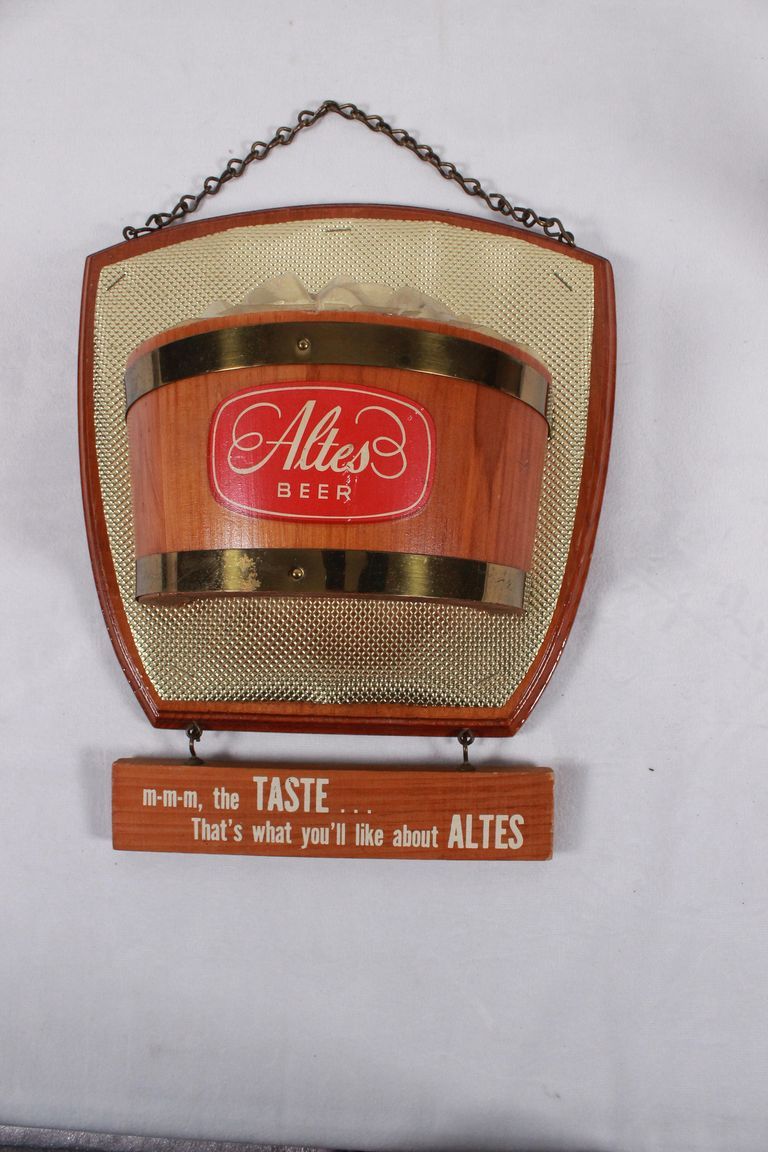 Altes
BEER
m-m-m, the TASTE...
That's what you'll like about ALTES